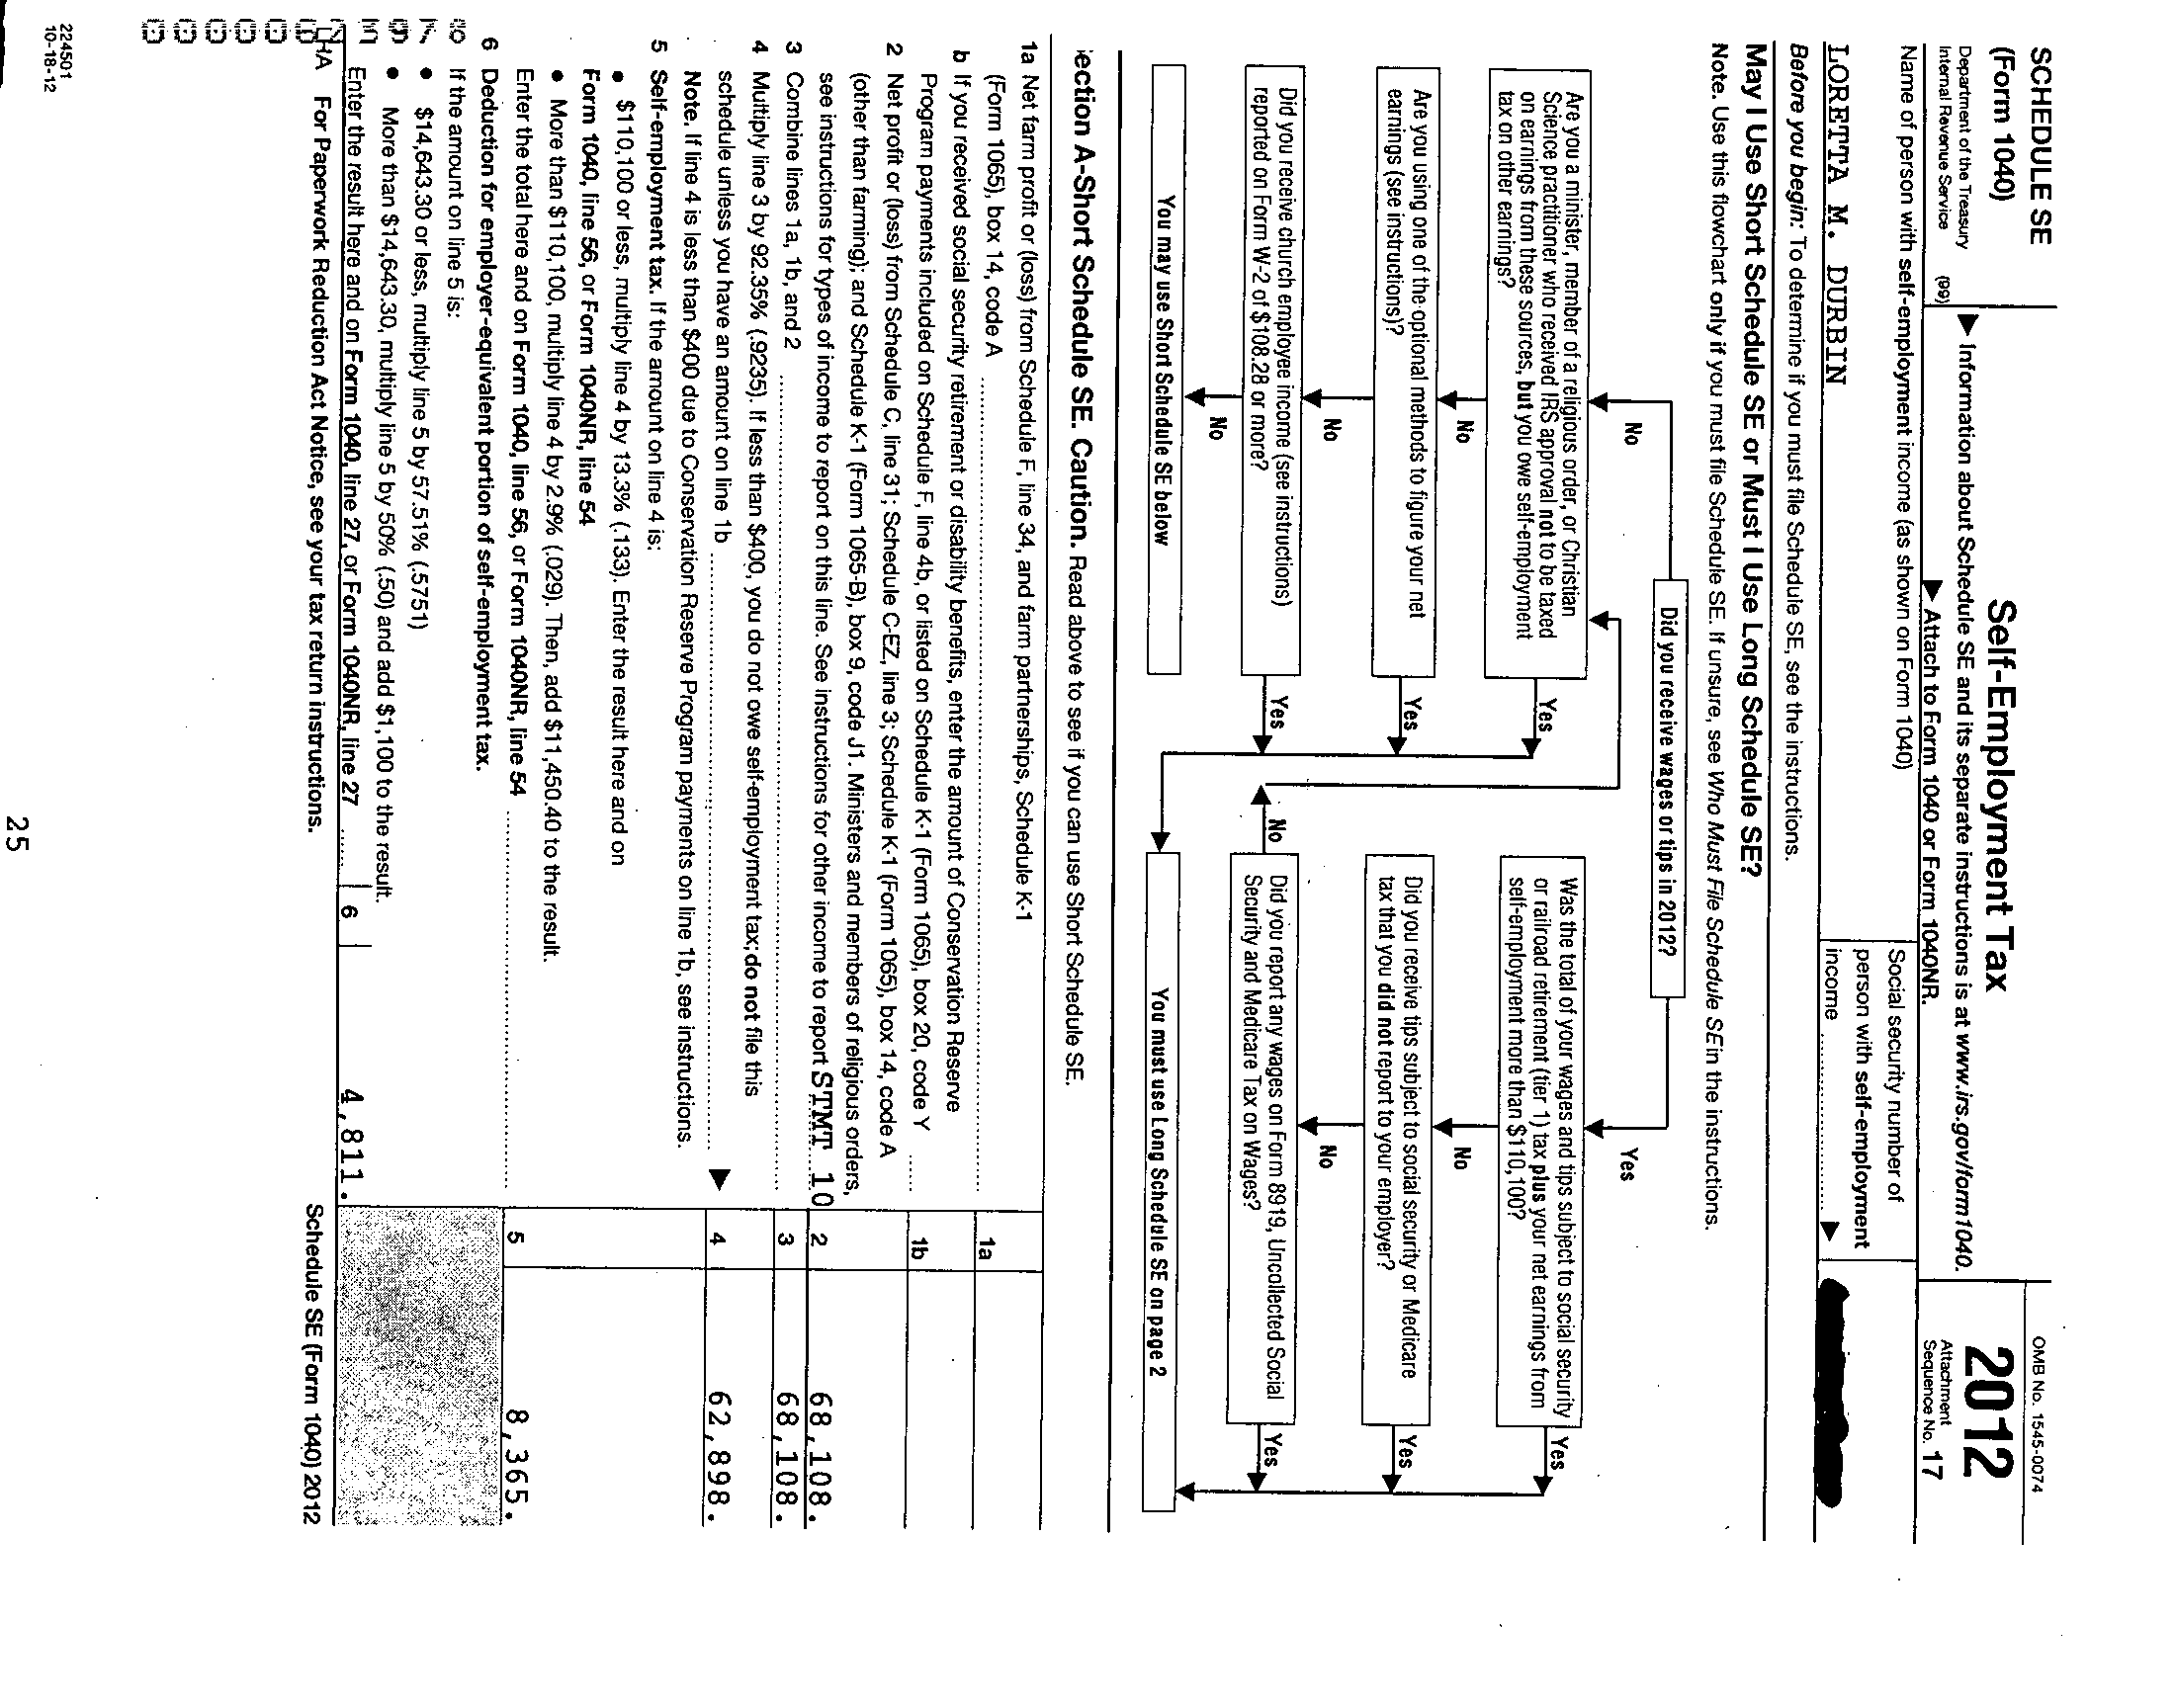 SCHEDULE SE
(Form 1040)
Department of the Treasury
Internal Revenue Service (99)
Self-Employment Tax
▶ Information about Schedule SE and its separate instructions is at www.irs.gov/form1040.
▶ Attach to Form 1040 or Form 1040NR.
OMB No. 1545-0074
2012
Attachment
Sequence No. 17
Name of person with self-employment income (as shown on Form 1040)
LORETTA M. DURBIN
Social security number of
person with self-employment
income ▶
Before you begin: To determine if you must file Schedule SE, see the instructions.
May I Use Short Schedule SE or Must I Use Long Schedule SE?
Note. Use this flowchart only if you must file Schedule SE. If unsure, see Who Must File Schedule SE in the instructions.
Did you receive wages or tips in 2012?
No
Yes
Are you a minister, member of a religious order, or Christian
Science practitioner who received IRS approval not to be taxed
on earnings from these sources, but you owe self-employment
tax on other earnings?
Yes
Was the total of your wages and tips subject to social security
or railroad retirement (tier 1) tax plus your net earnings from
self-employment more than $110,100?
Yes
No
No
Are you using one of the optional methods to figure your net
earnings (see instructions)?
Yes
Did you receive tips subject to social security or Medicare
tax that you did not report to your employer?
Yes
No
No
Did you receive church employee income (see instructions)
reported on Form W-2 of $108.28 or more?
Yes
No
Did you report any wages on Form 8919, Uncollected Social
Security and Medicare Tax on Wages?
Yes
No
You may use Short Schedule SE below
You must use Long Schedule SE on page 2
ection A-Short Schedule SE. Caution. Read above to see if you can use Short Schedule SE.
1a Net farm profit or (loss) from Schedule F, line 34, and farm partnerships, Schedule K-1
(Form 1065), box 14, code A 1a
b If you received social security retirement or disability benefits, enter the amount of Conservation Reserve
Program payments included on Schedule F, line 4b, or listed on Schedule K-1 (Form 1065), box 20, code Y 1b
2 Net profit or (loss) from Schedule C, line 31; Schedule C-EZ, line 3; Schedule K-1 (Form 1065), box 14, code A
(other than farming); and Schedule K-1 (Form 1065-B), box 9, code J1. Ministers and members of religious orders,
see instructions for types of income to report on this line. See instructions for other income to report STMT 10 2 68,108.
3 Combine lines 1a, 1b, and 2 3 68,108.
4 Multiply line 3 by 92.35% (.9235). If less than $400, you do not owe self-employment tax; do not file this
schedule unless you have an amount on line 1b ▶ 4 62,898.
Note. If line 4 is less than $400 due to Conservation Reserve Program payments on line 1b, see instructions.
5 Self-employment tax. If the amount on line 4 is:
● $110,100 or less, multiply line 4 by 13.3% (.133). Enter the result here and on
Form 1040, line 56, or Form 1040NR, line 54
● More than $110,100, multiply line 4 by 2.9% (.029). Then, add $11,450.40 to the result.
Enter the total here and on Form 1040, line 56, or Form 1040NR, line 54 5 8,365.
6 Deduction for employer-equivalent portion of self-employment tax.
If the amount on line 5 is:
● $14,643.30 or less, multiply line 5 by 57.51% (.5751)
● More than $14,643.30, multiply line 5 by 50% (.50) and add $1,100 to the result.
Enter the result here and on Form 1040, line 27, or Form 1040NR, line 27 6 4,811.
LHA For Paperwork Reduction Act Notice, see your tax return instructions. Schedule SE (Form 1040) 2012
224501
10-18-12
25